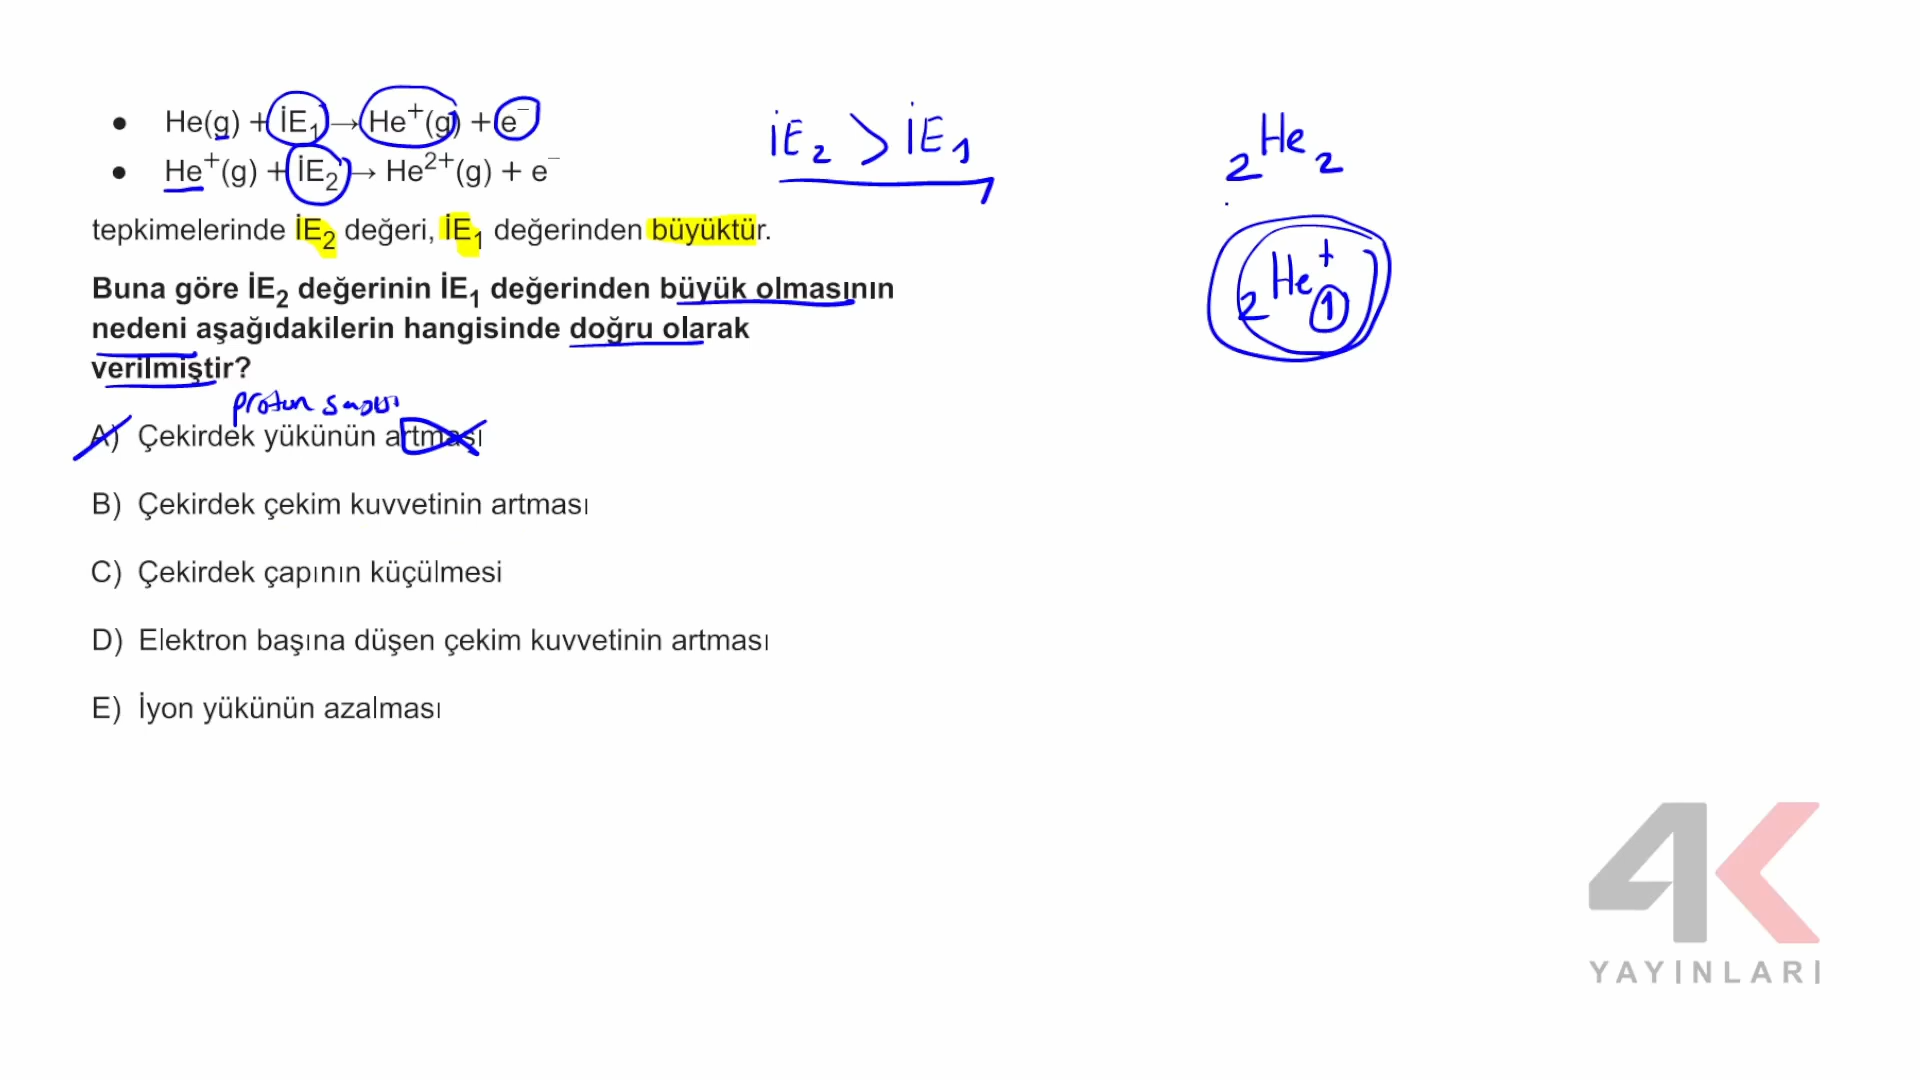 • He(g) + İE₁ → He⁺(g) + e⁻
• He⁺(g) + İE₂ → He²⁺(g) + e⁻
tepkimelerinde İE₂ değeri, İE₁ değerinden büyüktür.
Buna göre İE₂ değerinin İE₁ değerinden büyük olmasının
nedeni aşağıdakilerin hangisinde doğru olarak
verilmiştir?
proton sayısı
A) Çekirdek yükünün artması
B) Çekirdek çekim kuvvetinin artması
C) Çekirdek çapının küçülmesi
D) Elektron başına düşen çekim kuvvetinin artması
E) İyon yükünün azalması
İE₂ > İE₁
₂He₂
₂He⁺₁
4K
YAYINLARI